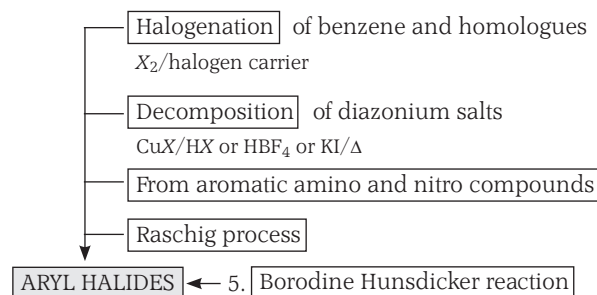 Halogenation of benzene and homologues
X₂/halogen carrier
Decomposition of diazonium salts
CuX/HX or HBF₄ or KI/Δ
From aromatic amino and nitro compounds
Raschig process
ARYL HALIDES 5. Borodine Hunsdicker reaction